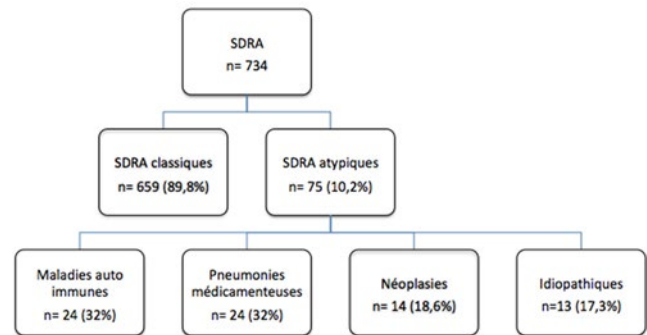 SDRA
n= 734
SDRA classiques
n= 659 (89,8%)
SDRA atypiques
n= 75 (10,2%)
Maladies auto
immunes
n= 24 (32%)
Pneumonies
médicamenteuses
n= 24 (32%)
Néoplasies
n= 14 (18,6%)
Idiopathiques
n=13 (17,3%)